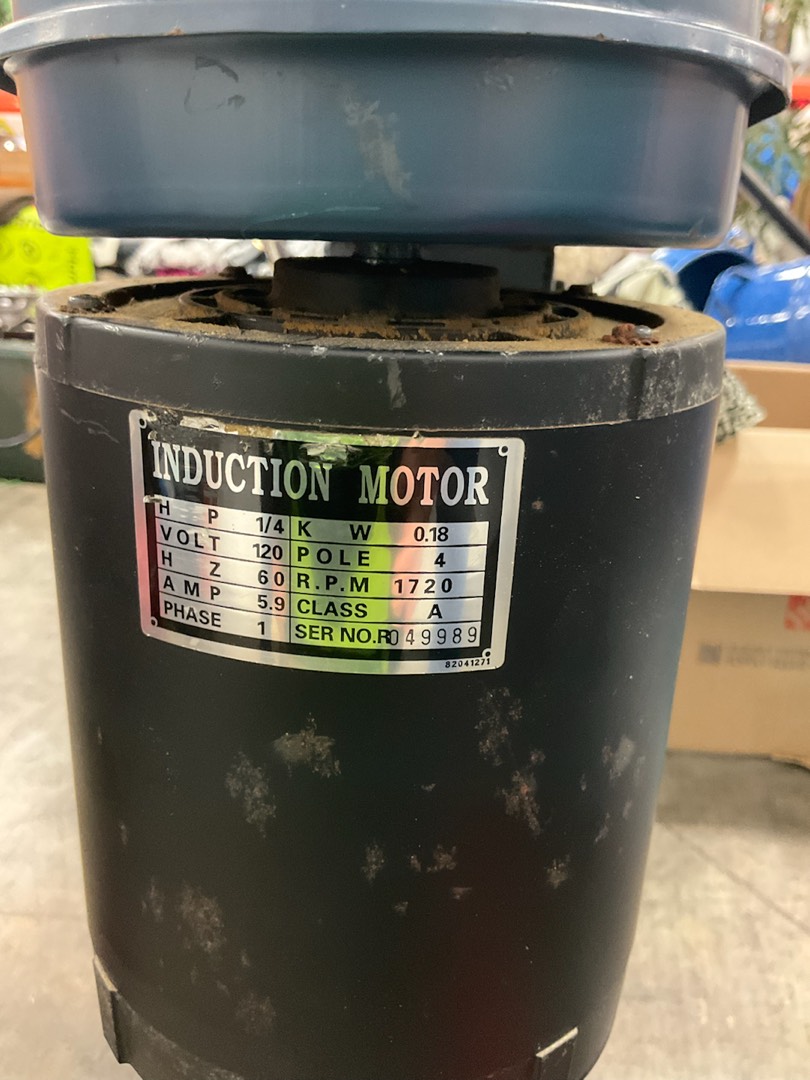 INDUCTION MOTOR
H P 1/4 K W 0.18
VOLT 120 POLE 4
H Z 60 R.P.M 1720
AMP 5.9 CLASS A
PHASE 1 SER NO.R049989
82041271